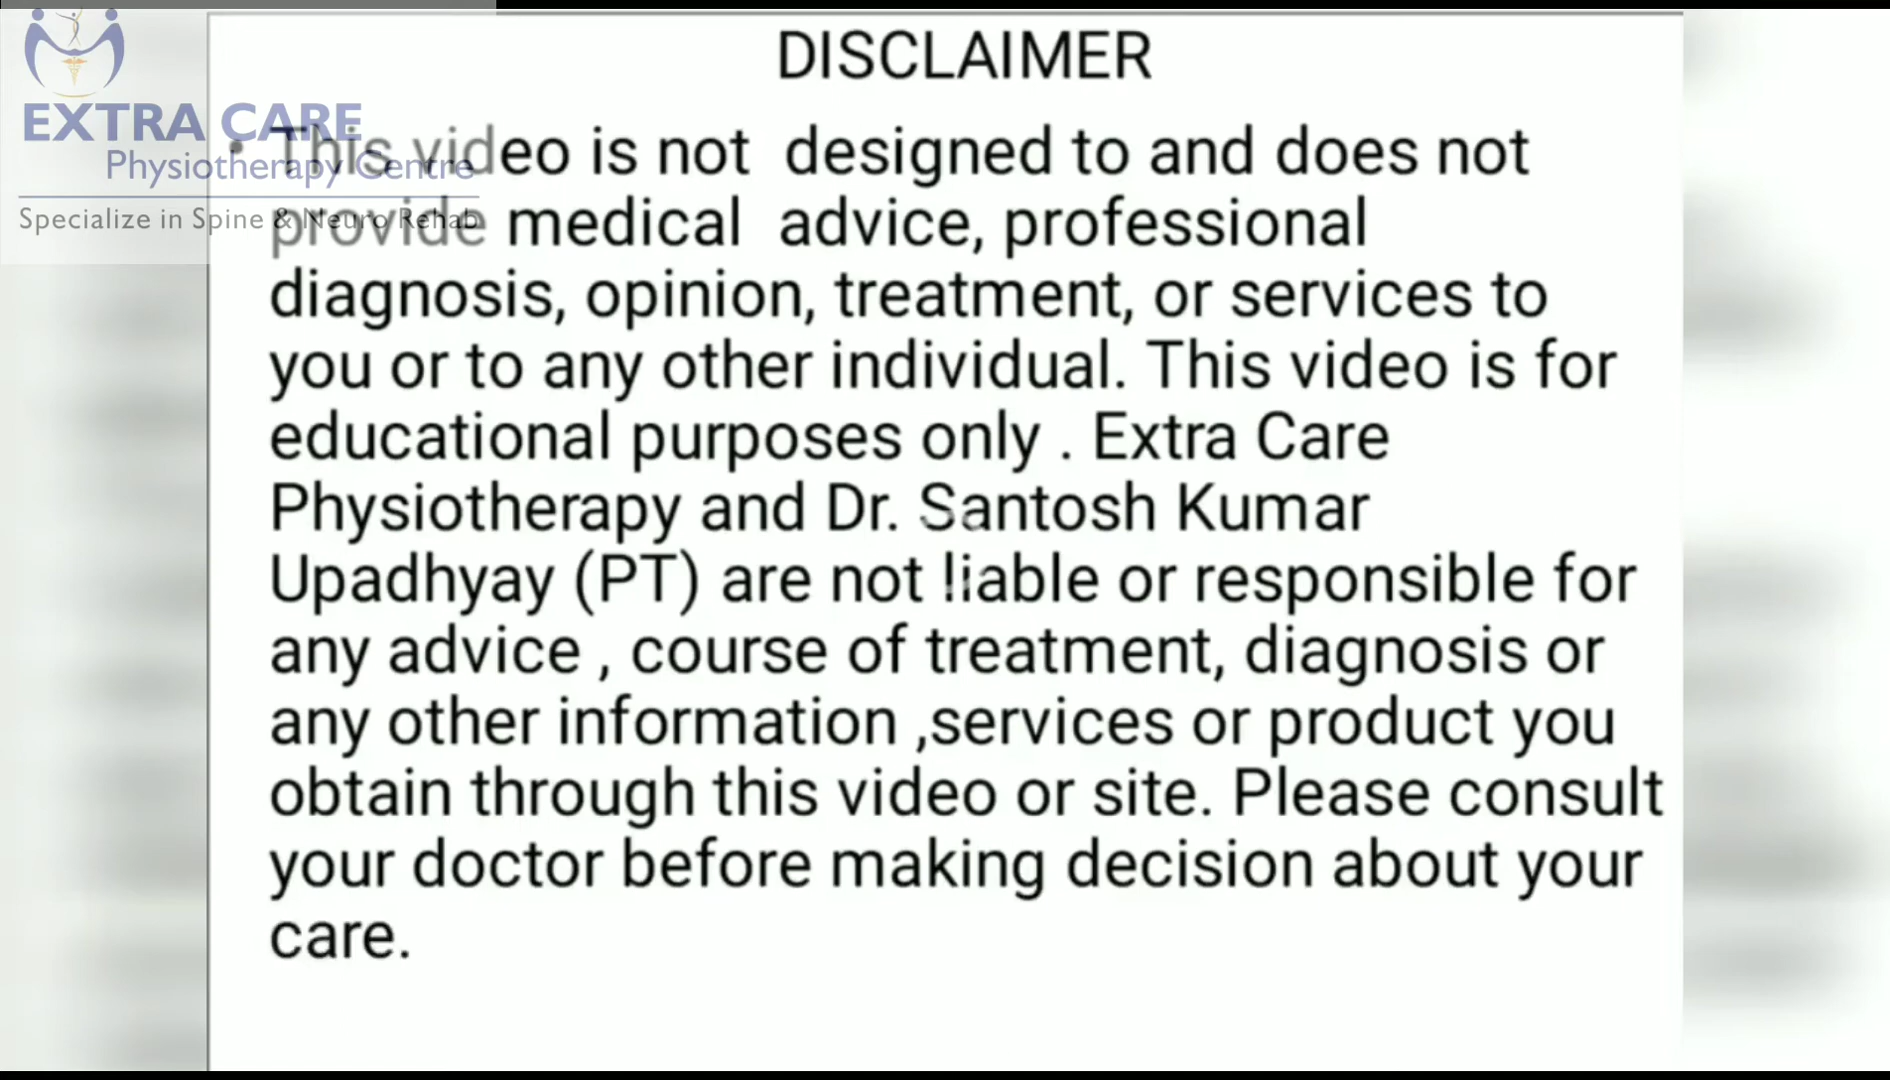 DISCLAIMER
EXTRA CARE
Physiotherapy Centre
Specialize in Spine & Neuro Rehab
• This video is not designed to and does not
provide medical advice, professional
diagnosis, opinion, treatment, or services to
you or to any other individual. This video is for
educational purposes only . Extra Care
Physiotherapy and Dr. Santosh Kumar
Upadhyay (PT) are not liable or responsible for
any advice , course of treatment, diagnosis or
any other information ,services or product you
obtain through this video or site. Please consult
your doctor before making decision about your
care.